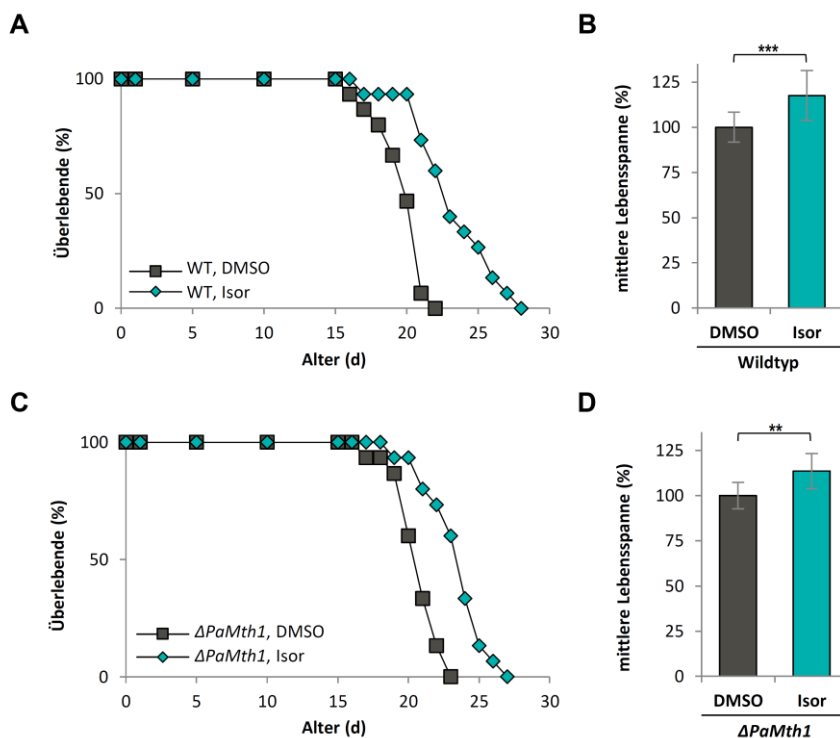 A
Überlebende (%)
100
50
0
WT, DMSO
WT, Isor
0 5 10 15 20 25 30
Alter (d)
B
mittlere Lebensspanne (%)
***
125
100
75
50
25
0
DMSO Isor
Wildtyp
C
Überlebende (%)
100
50
0
ΔPaMth1, DMSO
ΔPaMth1, Isor
0 5 10 15 20 25 30
Alter (d)
D
mittlere Lebensspanne (%)
**
125
100
75
50
25
0
DMSO Isor
ΔPaMth1